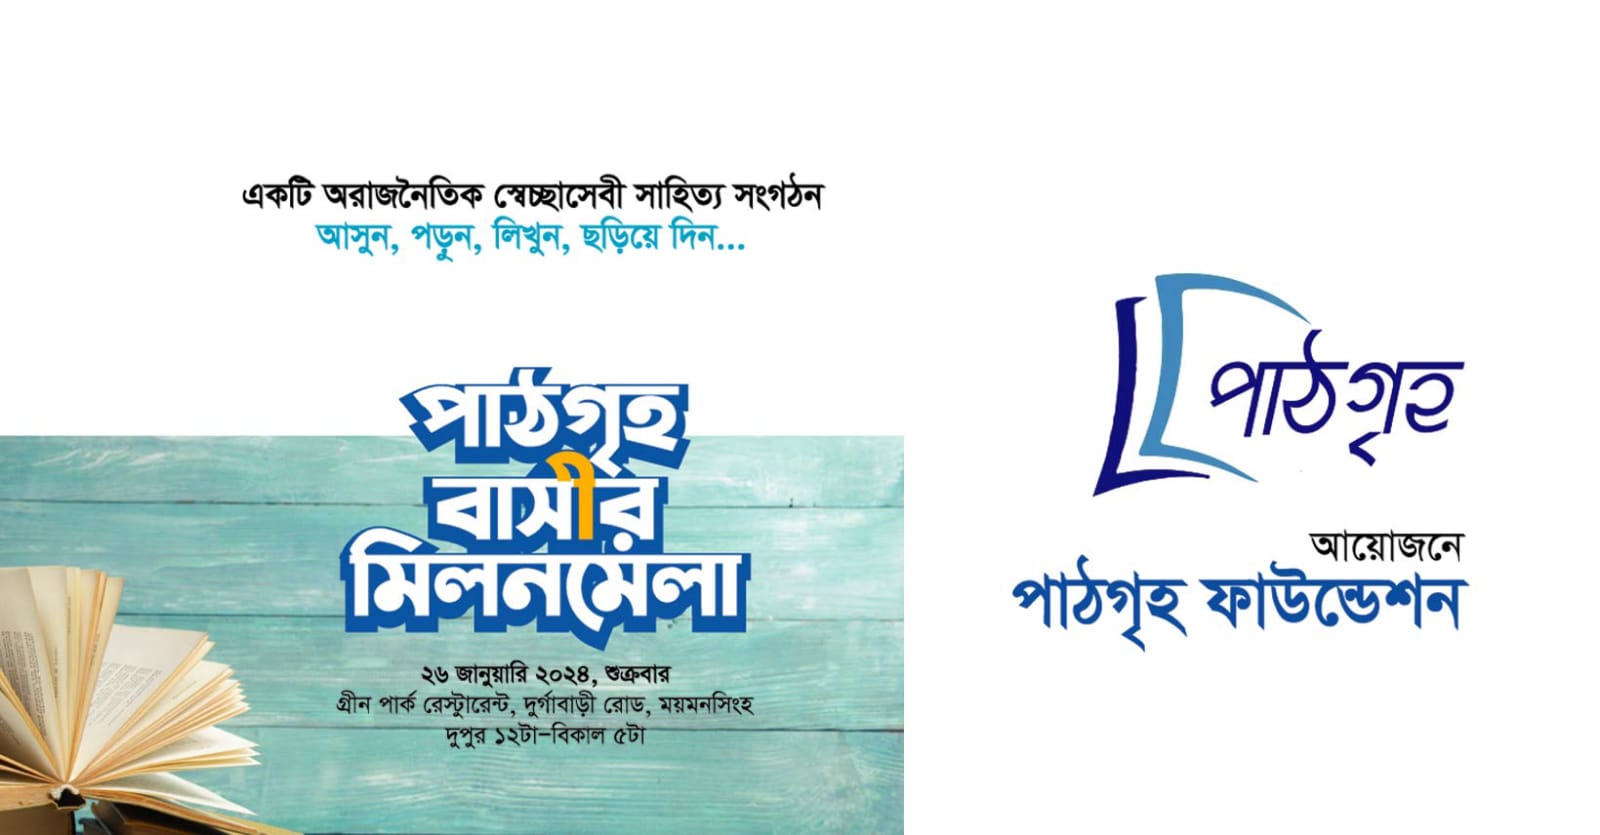 একটি অরাজনৈতিক স্বেচ্ছাসেবী সাহিত্য সংগঠন
আসুন, পড়ুন, লিখুন, ছড়িয়ে দিন...
পাঠগৃহ
বাসীর
মিলনমেলা
২৬ জানুয়ারি ২০২৪, শুক্রবার
গ্রীন পার্ক রেস্টুারেন্ট, দুর্গাবাড়ী রোড, ময়মনসিংহ
দুপুর ১২টা–বিকাল ৫টা
পাঠগৃহ
আয়োজনে
পাঠগৃহ ফাউন্ডেশন